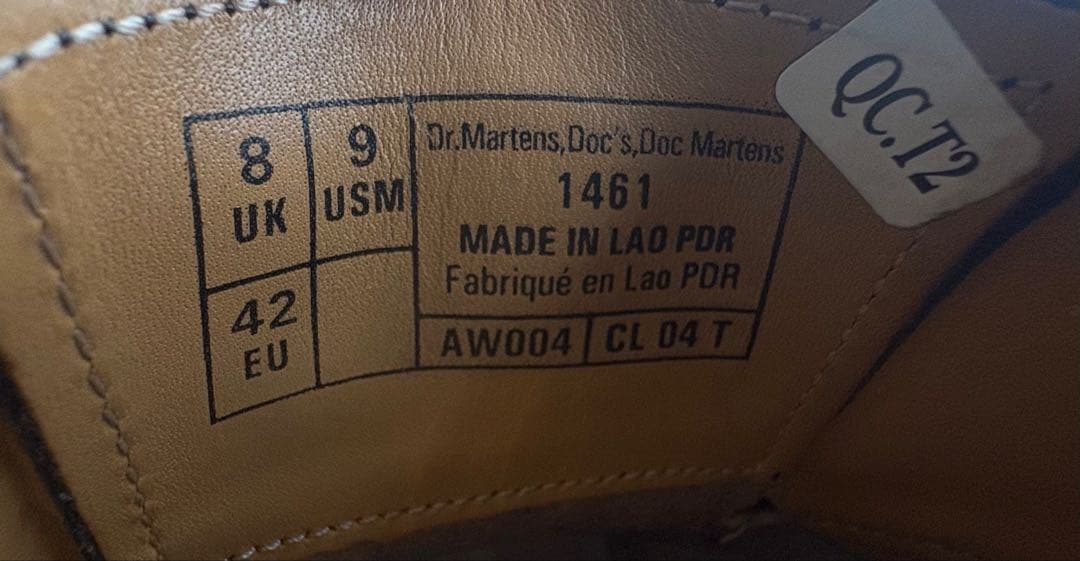 8
UK
9
USM
42
EU
Dr.Martens,Doc's,Doc Martens
1461
MADE IN LAO PDR
Fabriqué en Lao PDR
AW004
CL 04 T
QC.T2